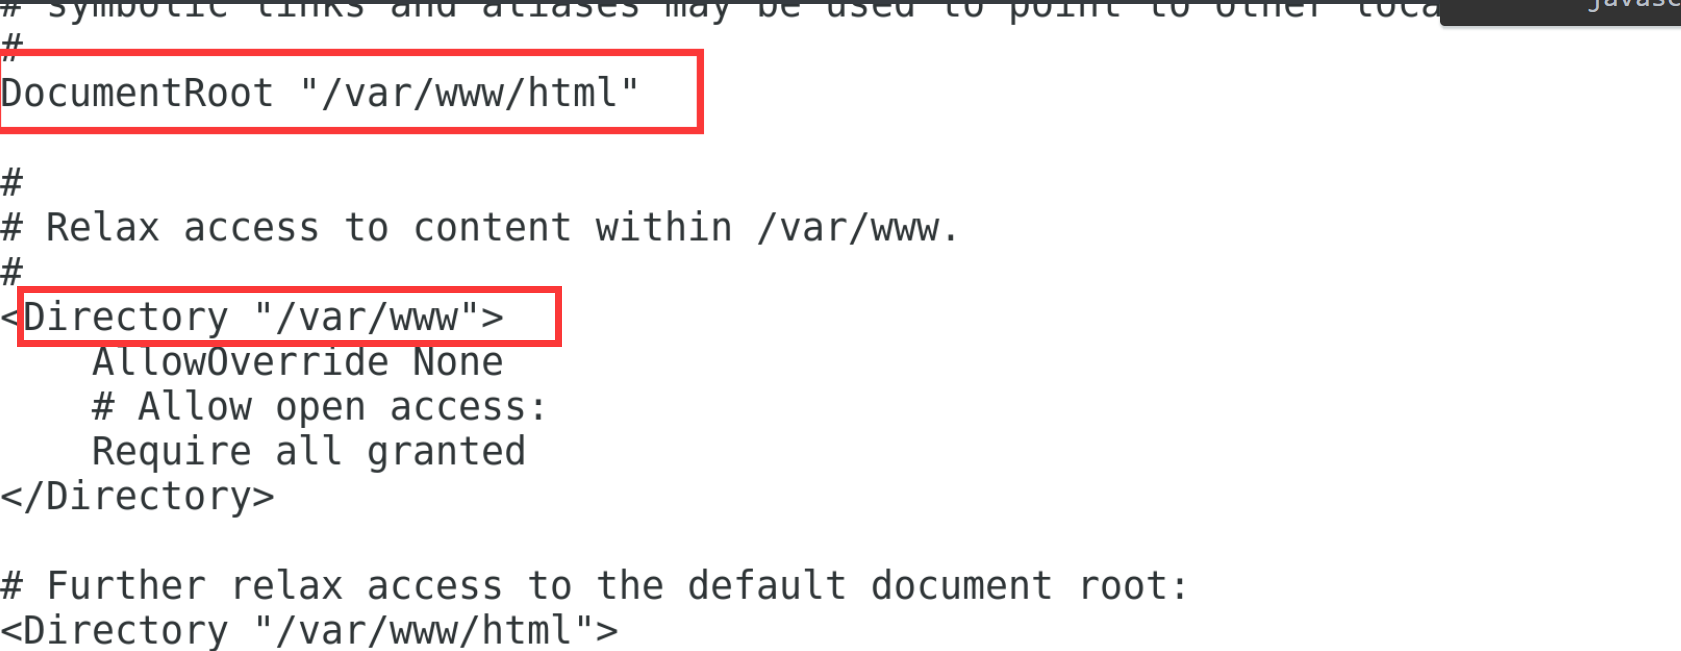 # symbolic links and aliases may be used to point to other loca
javasc
#
DocumentRoot "/var/www/html"
#
# Relax access to content within /var/www.
#
<Directory "/var/www">
    AllowOverride None
    # Allow open access:
    Require all granted
</Directory>
# Further relax access to the default document root:
<Directory "/var/www/html">